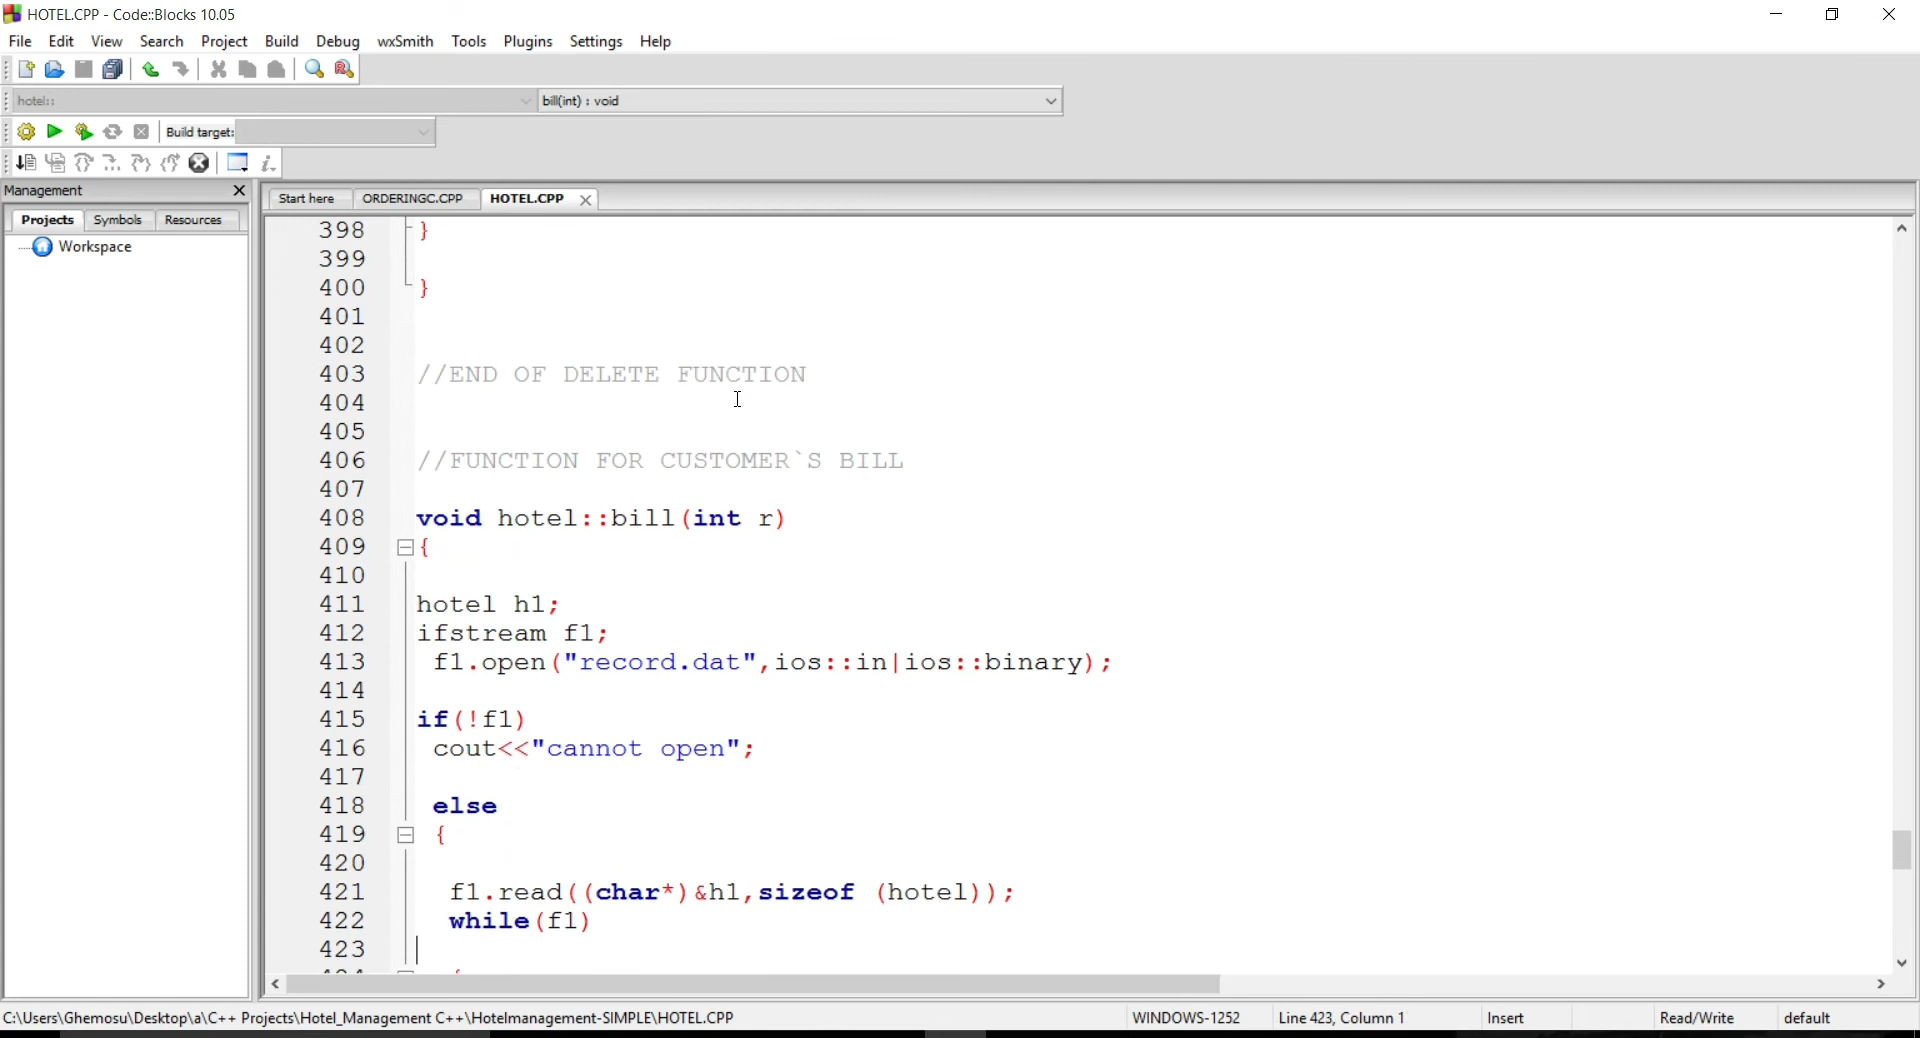 HOTEL.CPP - Code::Blocks 10.05
File Edit View Search Project Build Debug wxSmith Tools Plugins Settings Help
hotel:: bill(int) : void
Build target:
Management
Start here ORDERINGC.CPP HOTEL.CPP
Projects Symbols Resources
Workspace
398 }
399
400 }
401
402
403 //END OF DELETE FUNCTION
404
405
406 //FUNCTION FOR CUSTOMER`S BILL
407
408 void hotel::bill(int r)
409 {
410
411 hotel h1;
412 ifstream f1;
413 f1.open("record.dat",ios::in|ios::binary);
414
415 if(!f1)
416 cout<<"cannot open";
417
418 else
419 {
420
421 f1.read((char*)&h1,sizeof (hotel));
422 while(f1)
423
C:\Users\Ghemosu\Desktop\a\C++ Projects\Hotel_Management C++\Hotelmanagement-SIMPLE\HOTEL.CPP WINDOWS-1252 Line 423, Column 1 Insert Read/Write default